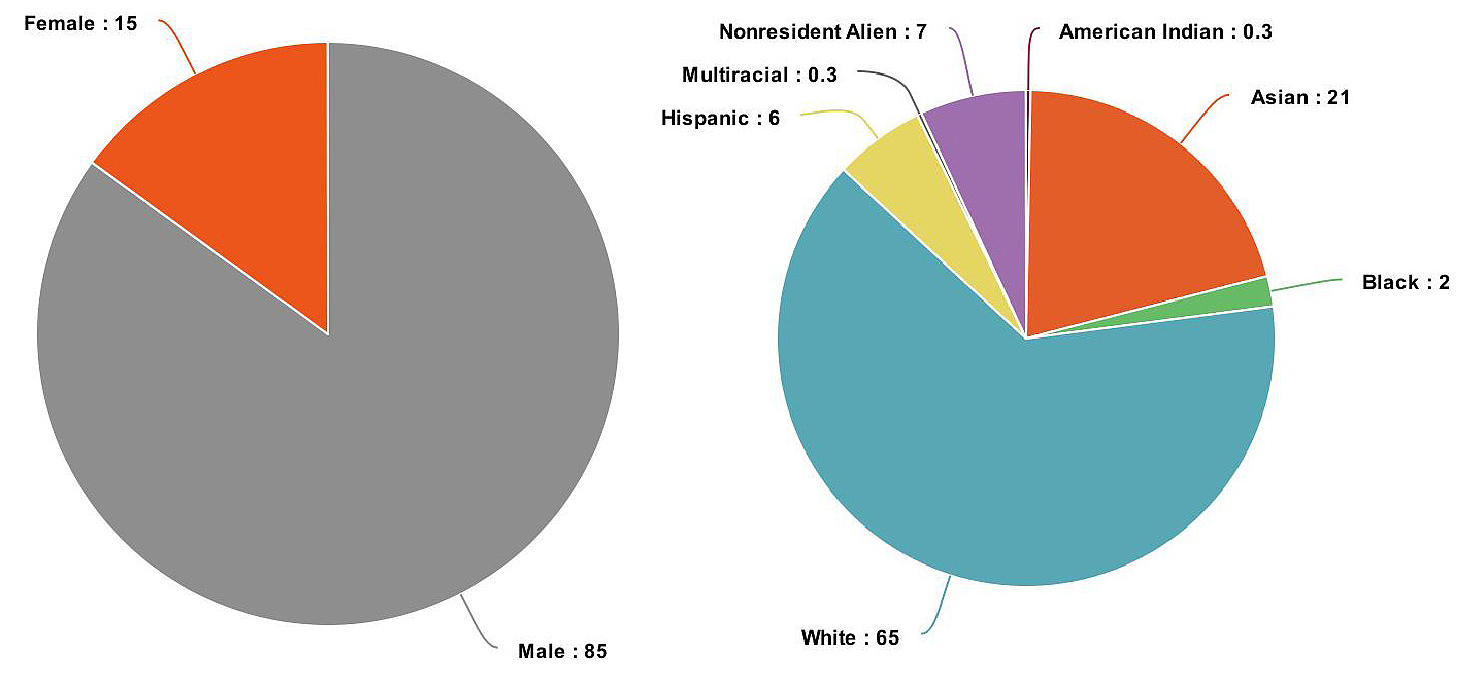 Female : 15
Male : 85
Nonresident Alien : 7
American Indian : 0.3
Multiracial : 0.3
Asian : 21
Hispanic : 6
Black : 2
White : 65